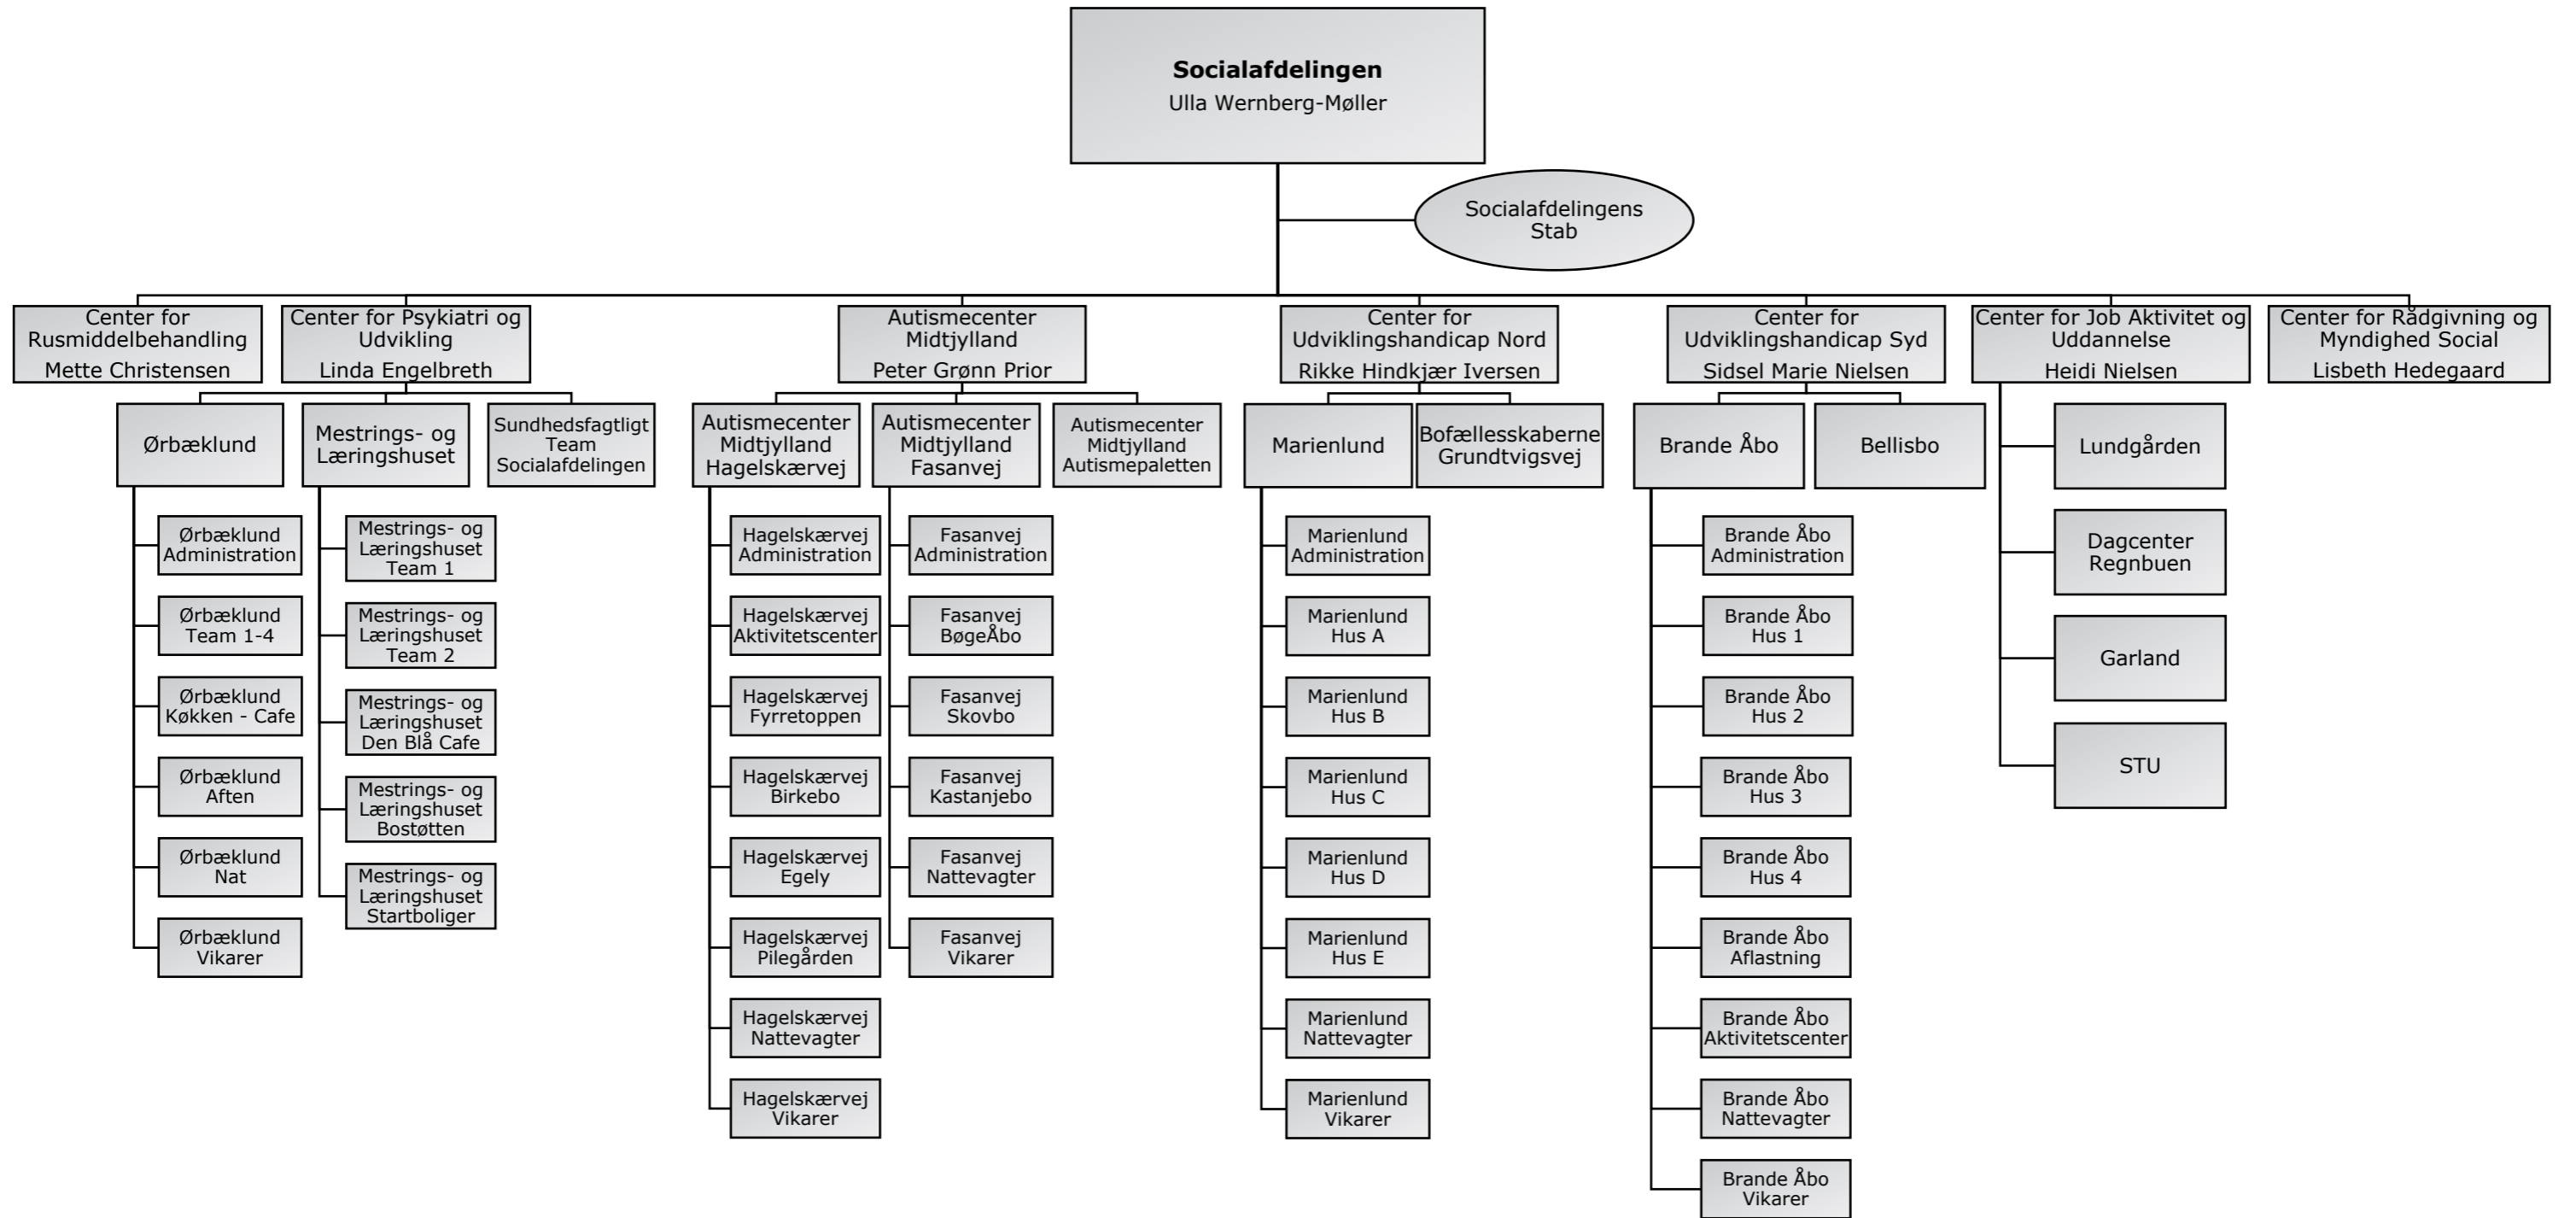 Socialafdelingen
Ulla Wernberg-Møller
Socialafdelingens
Stab
Center for
Rusmiddelbehandling
Mette Christensen
Center for Psykiatri og
Udvikling
Linda Engelbreth
Autismecenter
Midtjylland
Peter Grønn Prior
Center for
Udviklingshandicap Nord
Rikke Hindkjær Iversen
Center for
Udviklingshandicap Syd
Sidsel Marie Nielsen
Center for Job Aktivitet og
Uddannelse
Heidi Nielsen
Center for Rådgivning og
Myndighed Social
Lisbeth Hedegaard
Ørbæklund
Mestrings- og
Læringshuset
Sundhedsfagtligt
Team
Socialafdelingen
Autismecenter
Midtjylland
Hagelskærvej
Autismecenter
Midtjylland
Fasanvej
Autismecenter
Midtjylland
Autismepaletten
Marienlund
Bofællesskaberne
Grundtvigsvej
Brande Åbo
Bellisbo
Lundgården
Dagcenter
Regnbuen
Garland
STU
Ørbæklund
Administration
Ørbæklund
Team 1-4
Ørbæklund
Køkken - Cafe
Ørbæklund
Aften
Ørbæklund
Nat
Ørbæklund
Vikarer
Mestrings- og
Læringshuset
Team 1
Mestrings- og
Læringshuset
Team 2
Mestrings- og
Læringshuset
Den Blå Cafe
Mestrings- og
Læringshuset
Bostøtten
Mestrings- og
Læringshuset
Startboliger
Hagelskærvej
Administration
Hagelskærvej
Aktivitetscenter
Hagelskærvej
Fyrretoppen
Hagelskærvej
Birkebo
Hagelskærvej
Egely
Hagelskærvej
Pilegården
Hagelskærvej
Nattevagter
Hagelskærvej
Vikarer
Fasanvej
Administration
Fasanvej
BøgeÅbo
Fasanvej
Skovbo
Fasanvej
Kastanjebo
Fasanvej
Nattevagter
Fasanvej
Vikarer
Marienlund
Administration
Marienlund
Hus A
Marienlund
Hus B
Marienlund
Hus C
Marienlund
Hus D
Marienlund
Hus E
Marienlund
Nattevagter
Marienlund
Vikarer
Brande Åbo
Administration
Brande Åbo
Hus 1
Brande Åbo
Hus 2
Brande Åbo
Hus 3
Brande Åbo
Hus 4
Brande Åbo
Aflastning
Brande Åbo
Aktivitetscenter
Brande Åbo
Nattevagter
Brande Åbo
Vikarer